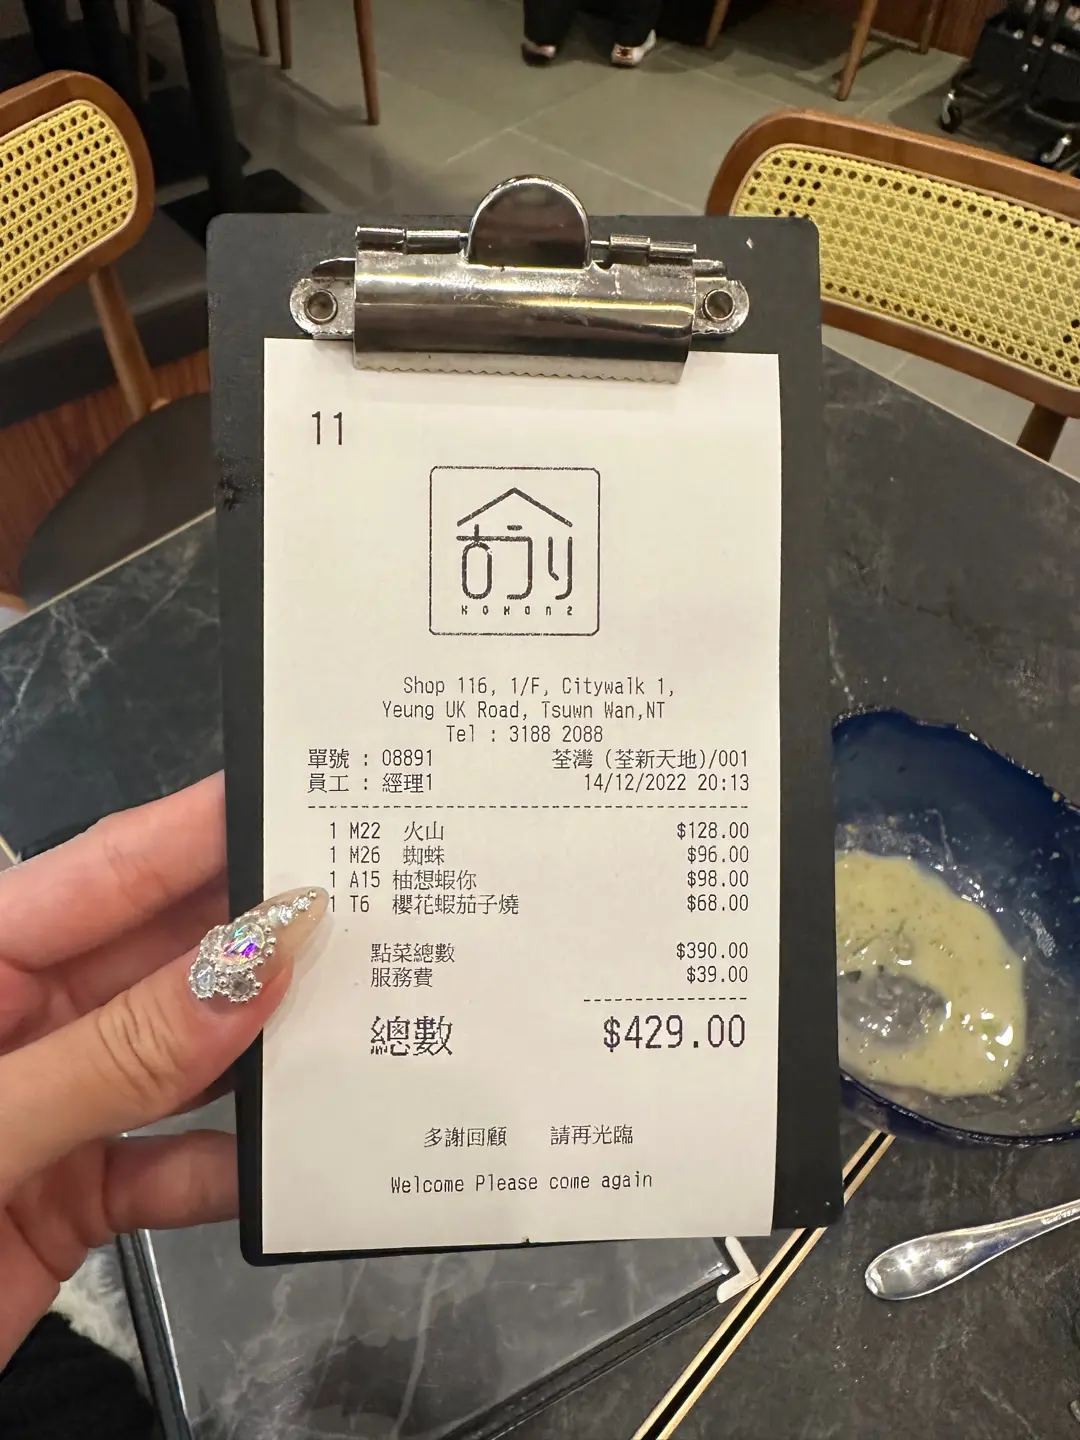 11
KOKON2
Shop 116, 1/F, Citywalk 1,
Yeung UK Road, Tsuwn Wan,NT
Tel : 3188 2088
單號 : 08891 荃灣 (荃新天地)/001
員工 : 經理1 14/12/2022 20:13
1 M22 火山 $128.00
1 M26 蜘蛛 $96.00
1 A15 柚想蝦你 $98.00
1 T6 櫻花蝦茄子燒 $68.00
點菜總數 $390.00
服務費 $39.00
總數 $429.00
多謝回顧 請再光臨
Welcome Please come again